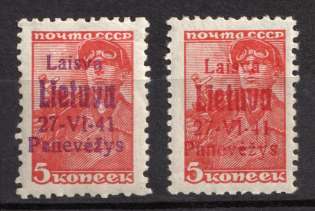 почта СССР
Laisva
Lietuva
27-VI-41
Panevėžys
5 копеек
почта СССР
Laisva
Lietuva
27-VI-41
Panevėžys
5 копеек